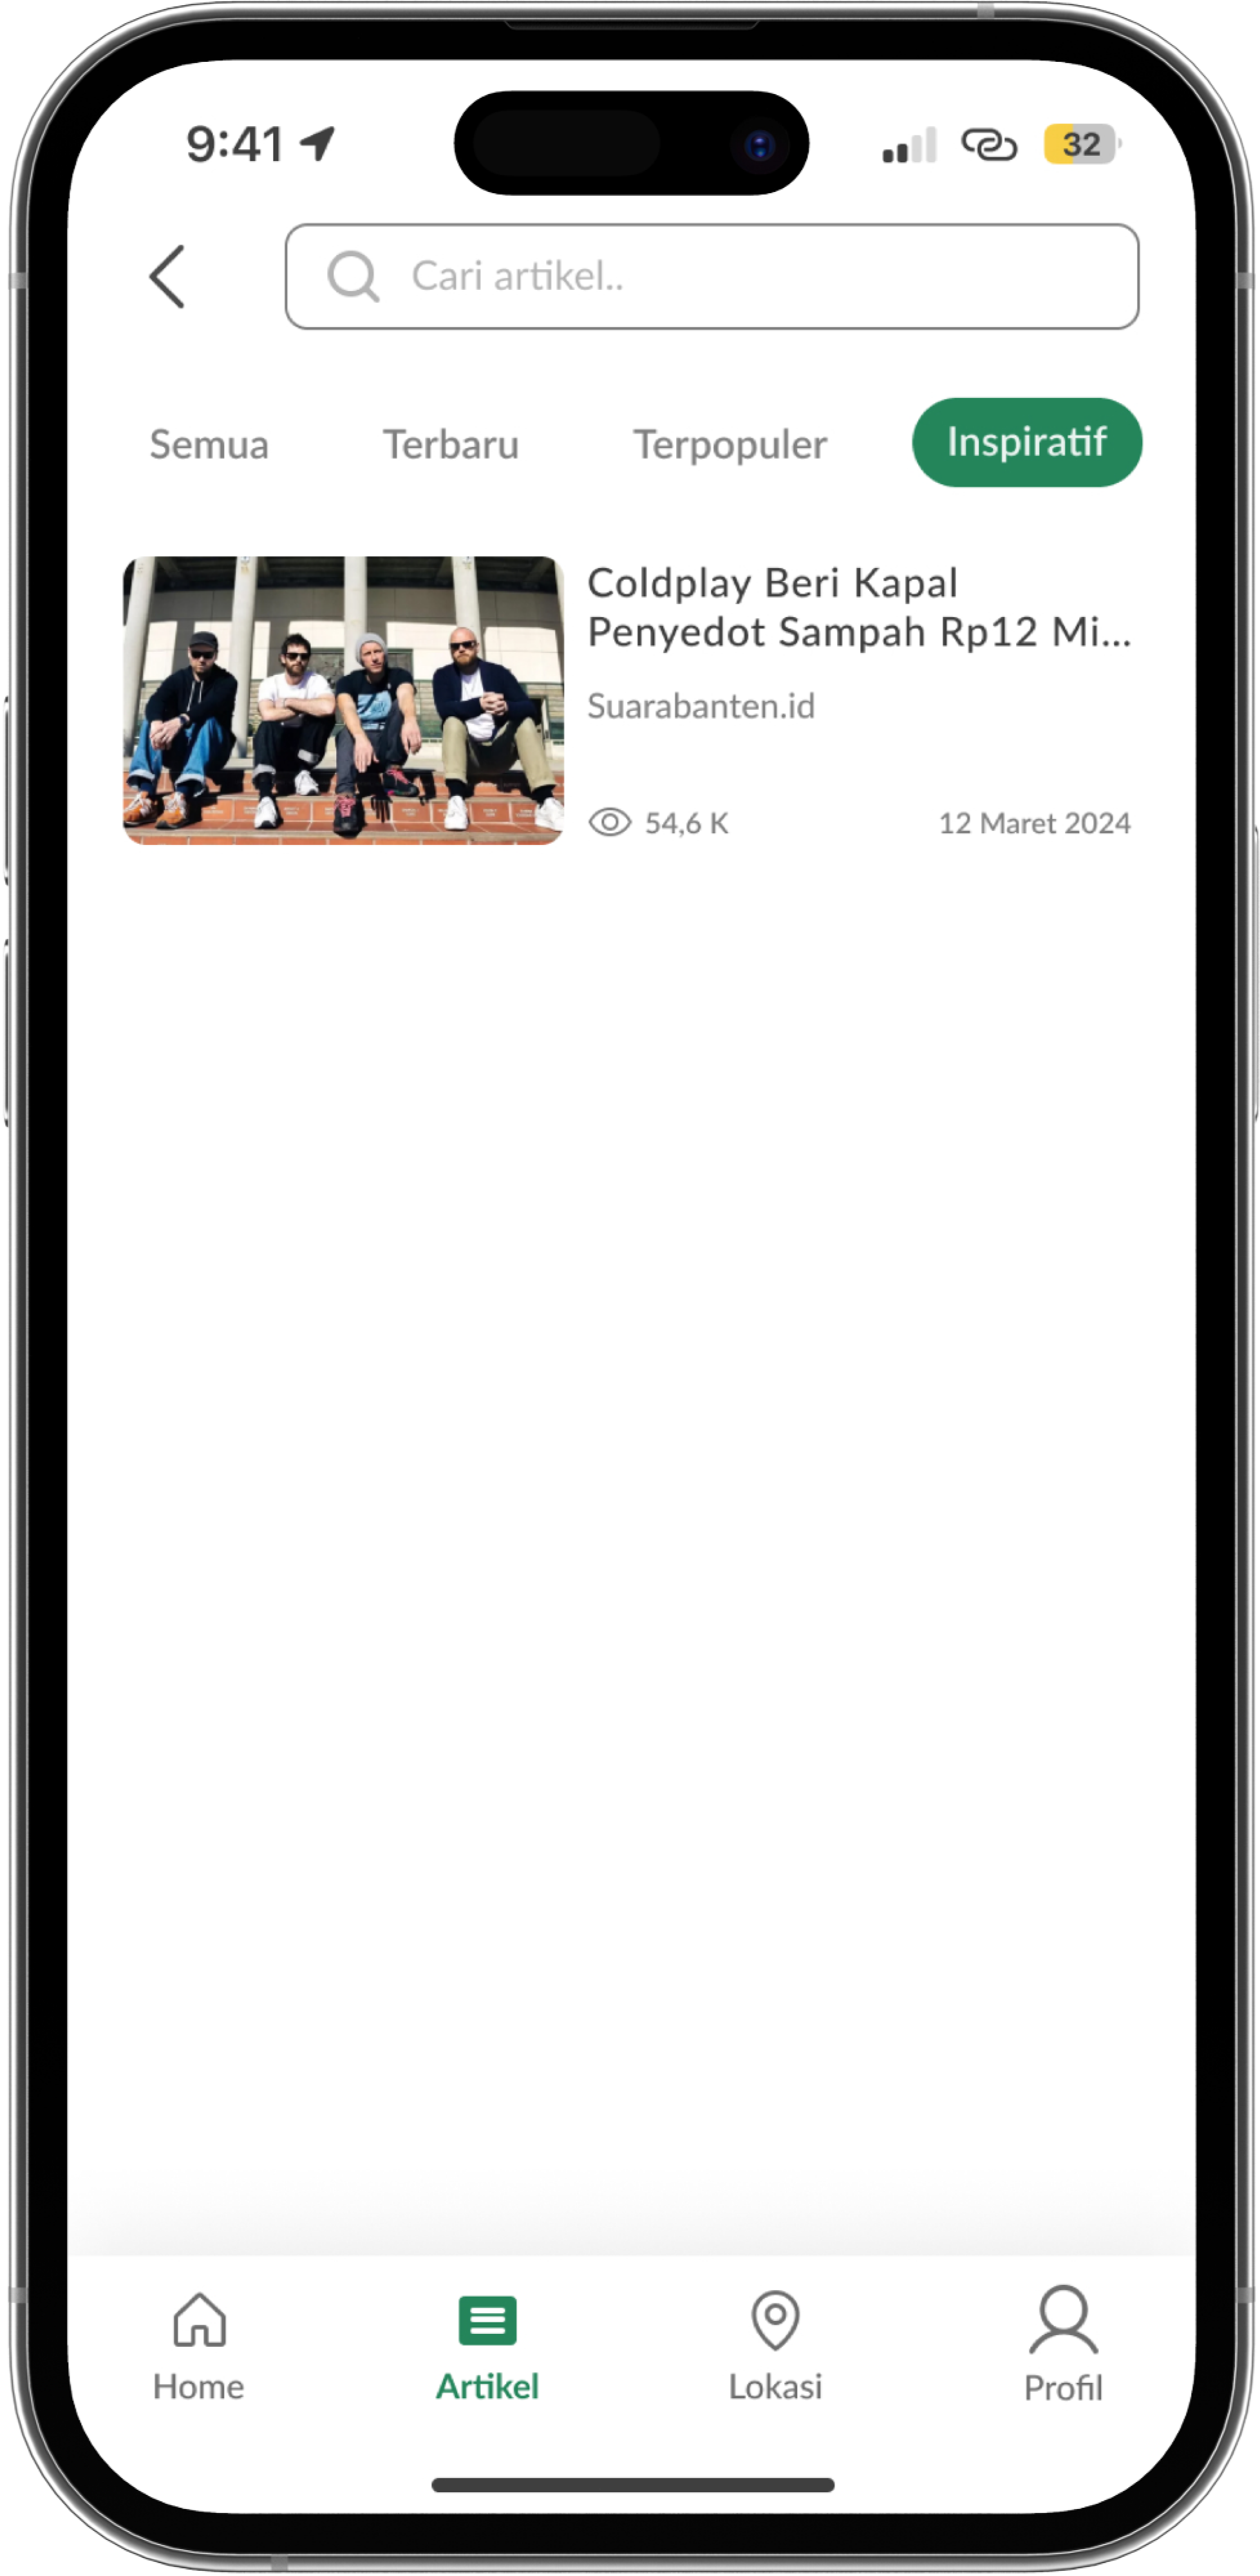 9:41
32
Cari artikel..
Semua Terbaru Terpopuler Inspiratif
Coldplay Beri Kapal
Penyedot Sampah Rp12 Mi...
Suarabanten.id
54,6 K 12 Maret 2024
Home Artikel Lokasi Profil